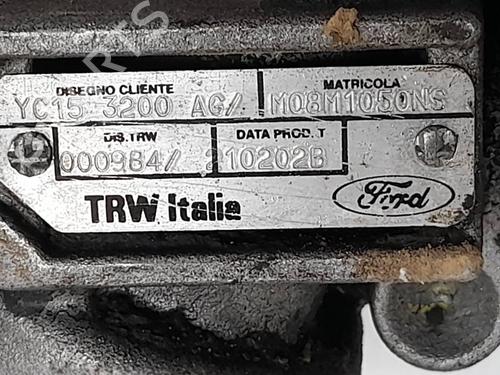 DISEGNO CLIENTE MATRICOLA
YC15 3200 AG/ M08M1050NS
DIS.TRW DATA PROD. T
000984/ 210202B
TRW Italia Ford